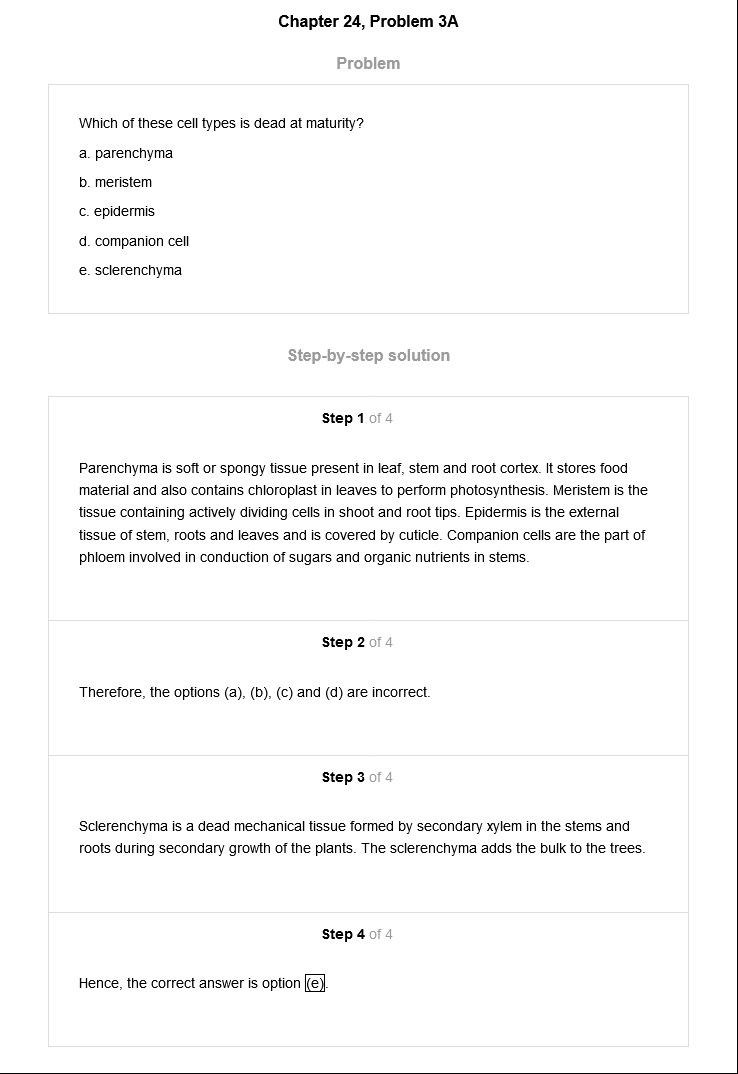 Chapter 24, Problem 3A
Problem
Which of these cell types is dead at maturity?
a. parenchyma
b. meristem
c. epidermis
d. companion cell
e. sclerenchyma
Step-by-step solution
Step 1 of 4
Parenchyma is soft or spongy tissue present in leaf, stem and root cortex. It stores food
material and also contains chloroplast in leaves to perform photosynthesis. Meristem is the
tissue containing actively dividing cells in shoot and root tips. Epidermis is the external
tissue of stem, roots and leaves and is covered by cuticle. Companion cells are the part of
phloem involved in conduction of sugars and organic nutrients in stems.
Step 2 of 4
Therefore, the options (a), (b), (c) and (d) are incorrect.
Step 3 of 4
Sclerenchyma is a dead mechanical tissue formed by secondary xylem in the stems and
roots during secondary growth of the plants. The sclerenchyma adds the bulk to the trees.
Step 4 of 4
Hence, the correct answer is option (e).